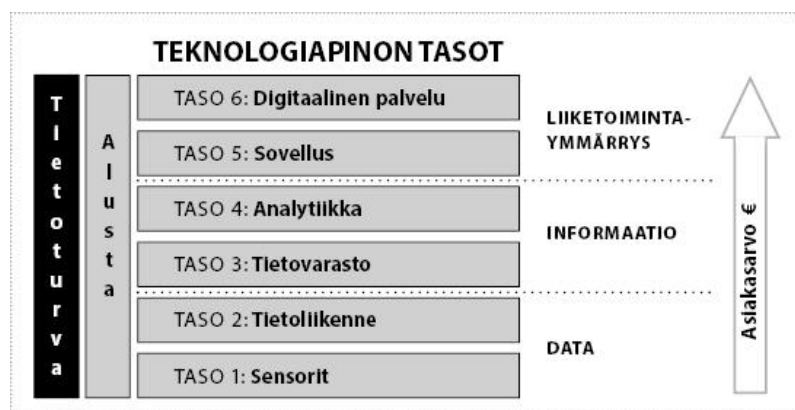 TEKNOLOGIAPINON TASOT
Tietoturva
Alusta
TASO 6: Digitaalinen palvelu
TASO 5: Sovellus
LIIKETOIMINTA-
YMMÄRRYS
TASO 4: Analytiikka
TASO 3: Tietovarasto
INFORMAATIO
TASO 2: Tietoliikenne
TASO 1: Sensorit
DATA
Asiakasarvo €